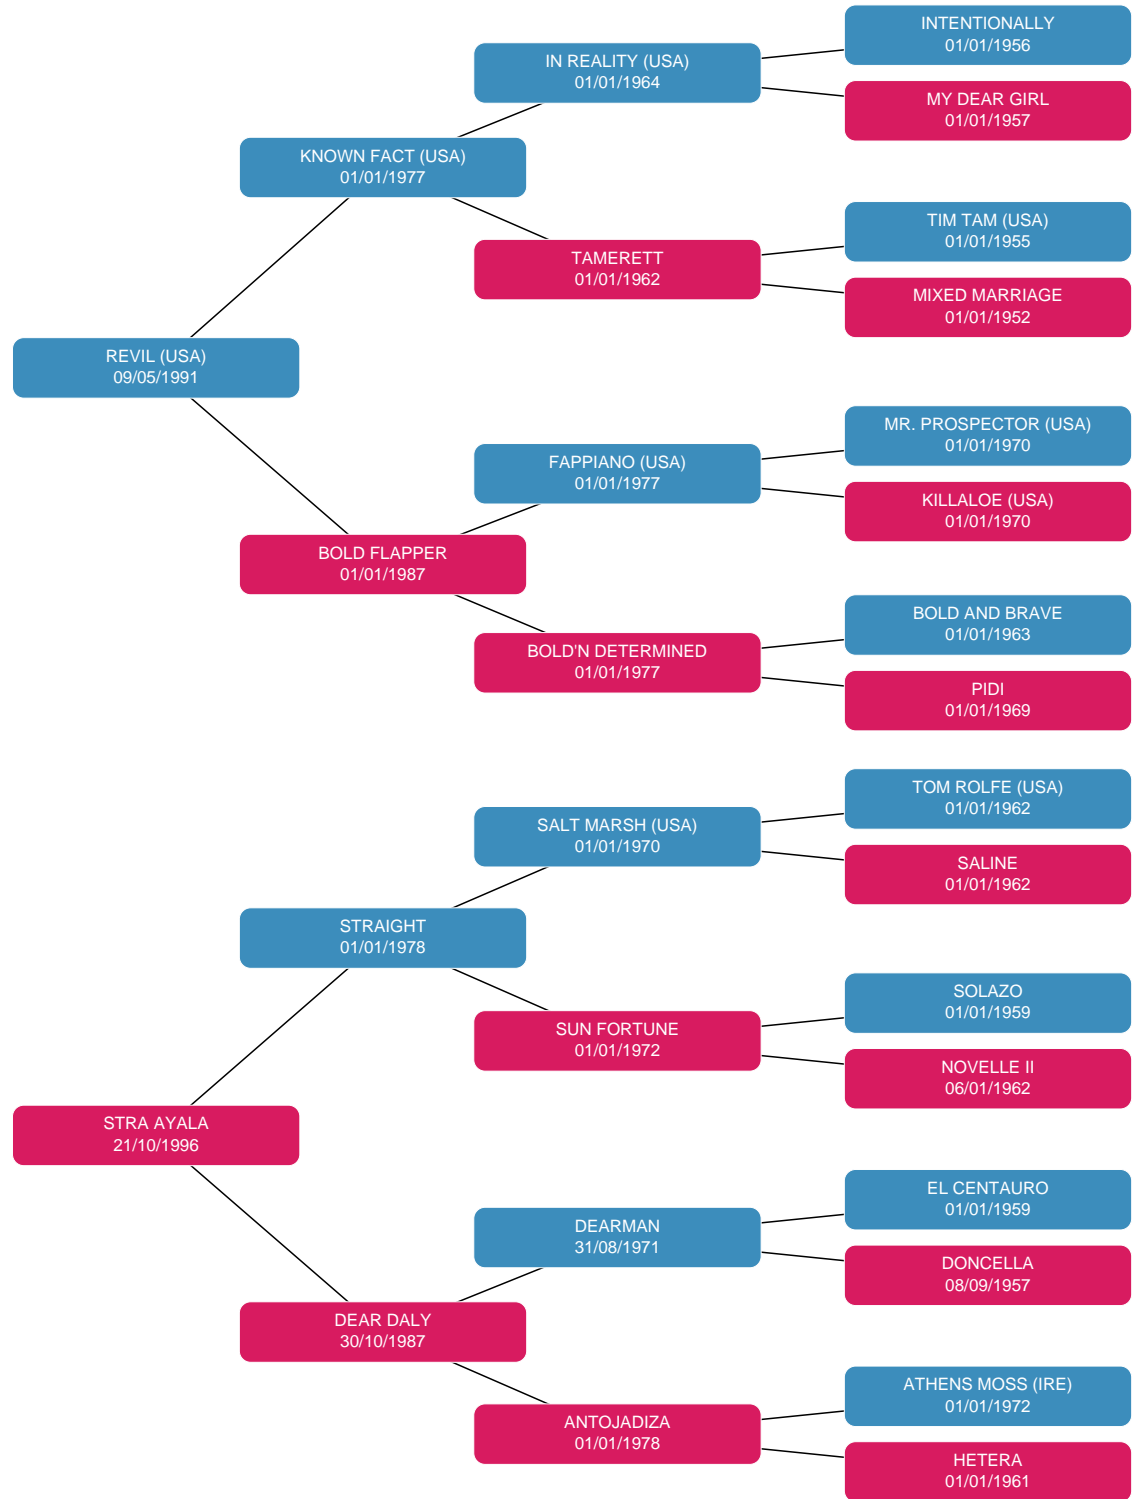 INTENTIONALLY
01/01/1956
IN REALITY (USA)
01/01/1964
MY DEAR GIRL
01/01/1957
KNOWN FACT (USA)
01/01/1977
TIM TAM (USA)
01/01/1955
TAMERETT
01/01/1962
MIXED MARRIAGE
01/01/1952
REVIL (USA)
09/05/1991
MR. PROSPECTOR (USA)
01/01/1970
FAPPIANO (USA)
01/01/1977
KILLALOE (USA)
01/01/1970
BOLD FLAPPER
01/01/1987
BOLD AND BRAVE
01/01/1963
BOLD'N DETERMINED
01/01/1977
PIDI
01/01/1969
TOM ROLFE (USA)
01/01/1962
SALT MARSH (USA)
01/01/1970
SALINE
01/01/1962
STRAIGHT
01/01/1978
SOLAZO
01/01/1959
SUN FORTUNE
01/01/1972
NOVELLE II
06/01/1962
STRA AYALA
21/10/1996
EL CENTAURO
01/01/1959
DEARMAN
31/08/1971
DONCELLA
08/09/1957
DEAR DALY
30/10/1987
ATHENS MOSS (IRE)
01/01/1972
ANTOJADIZA
01/01/1978
HETERA
01/01/1961